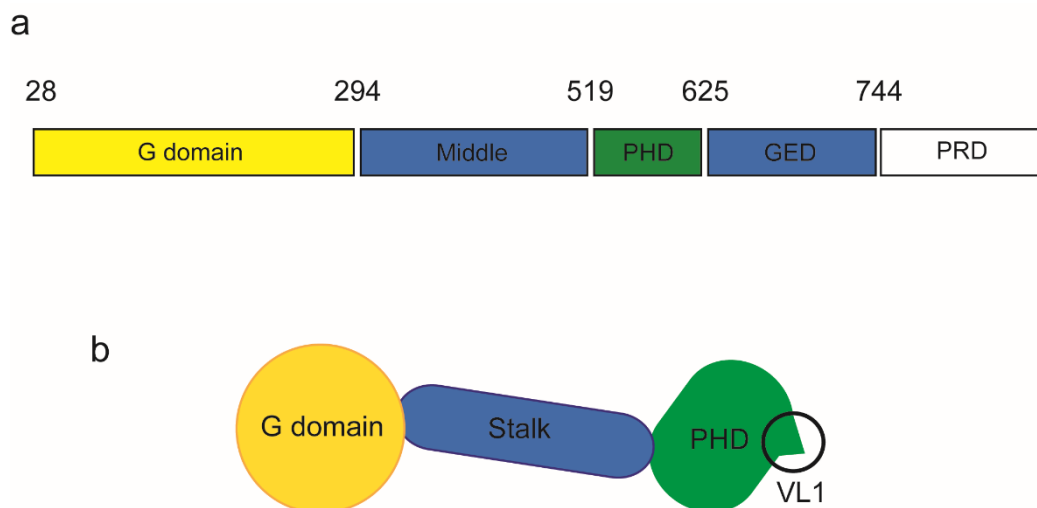 a
28 294 519 625 744
G domain Middle PHD GED PRD
b
G domain Stalk PHD
VL1